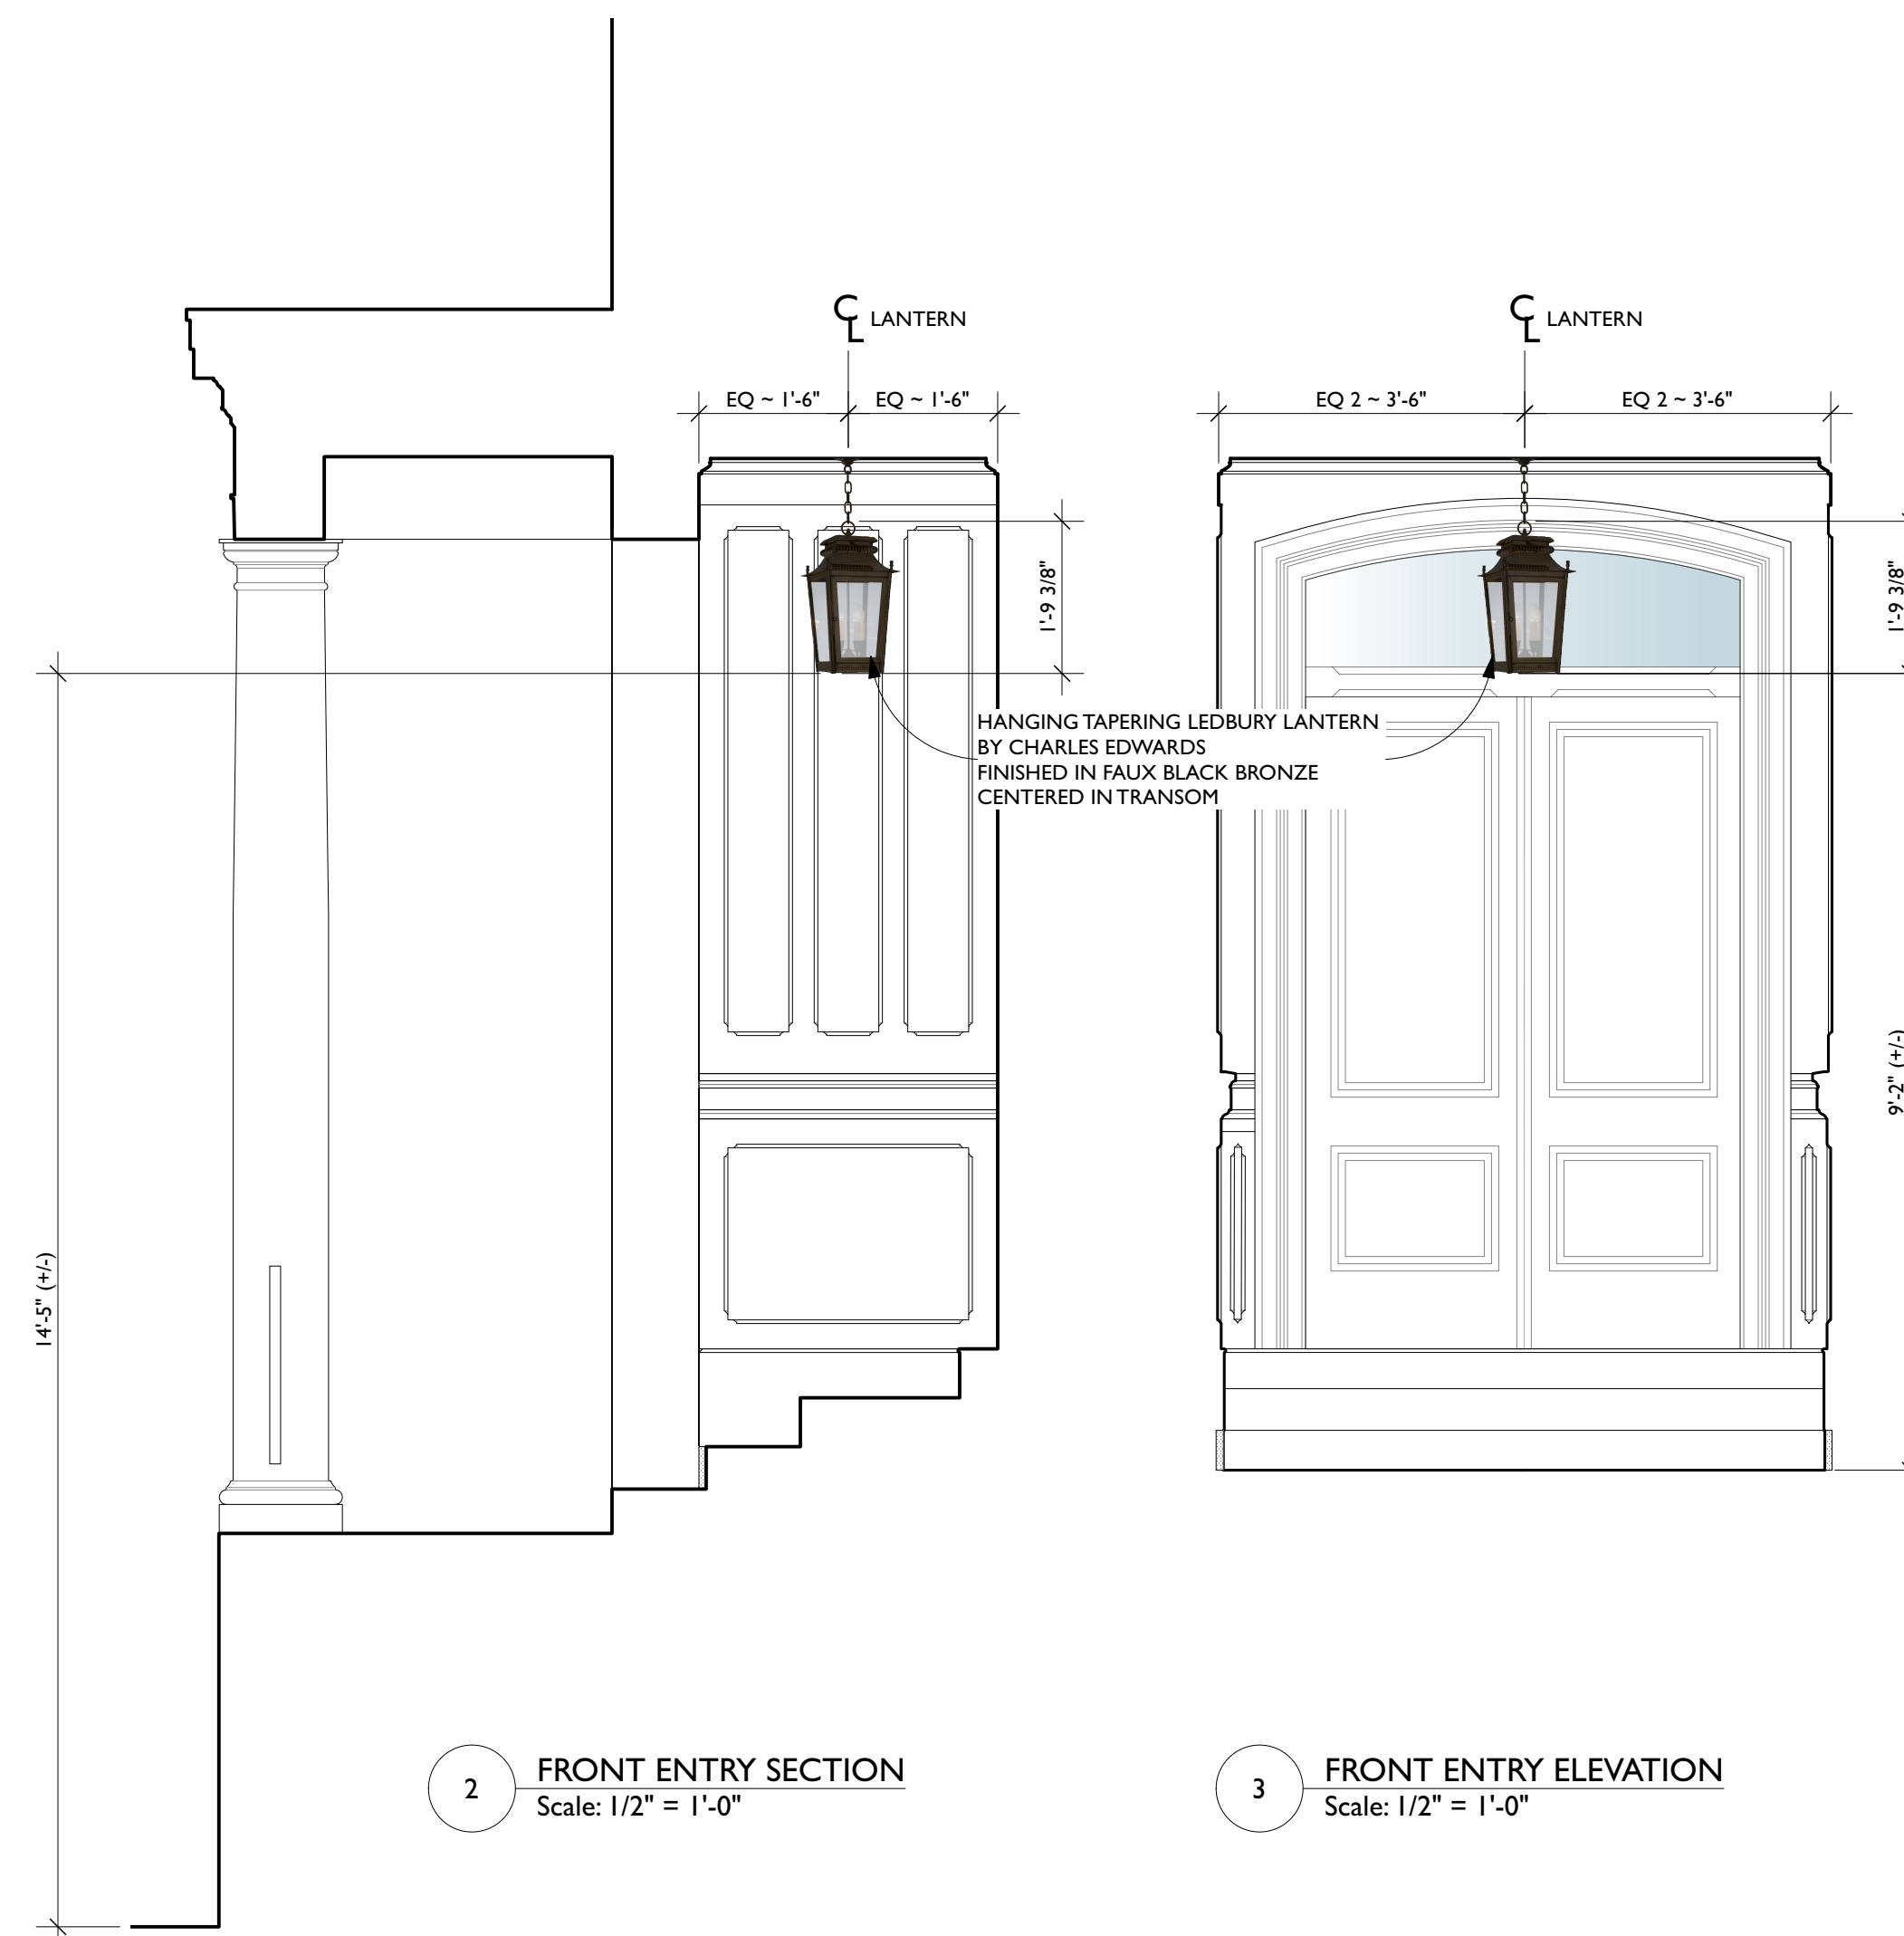 ℄ LANTERN
℄ LANTERN
EQ ~ 1'-6"
EQ ~ 1'-6"
EQ 2 ~ 3'-6"
EQ 2 ~ 3'-6"
1'-9 3/8"
1'-9 3/8"
HANGING TAPERING LEDBURY LANTERN
BY CHARLES EDWARDS
FINISHED IN FAUX BLACK BRONZE
CENTERED IN TRANSOM
9'-2" (+/-)
14'-5" (+/-)
2
FRONT ENTRY SECTION
Scale: 1/2" = 1'-0"
3
FRONT ENTRY ELEVATION
Scale: 1/2" = 1'-0"